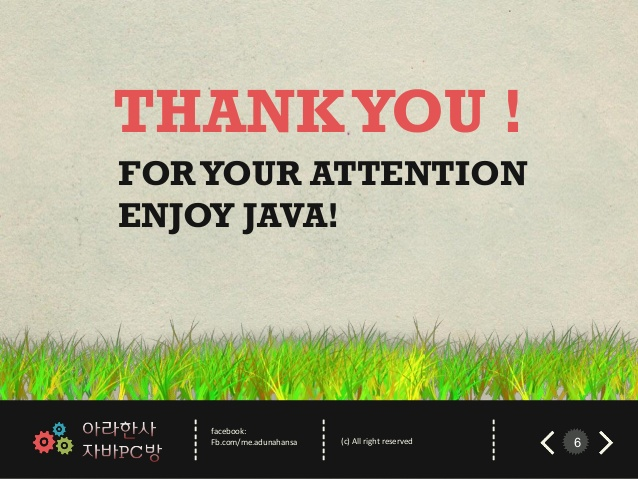 THANK YOU !
FOR YOUR ATTENTION
ENJOY JAVA!
아라한사
자바PC방
facebook:
Fb.com/me.adunahansa
(c) All right reserved
6